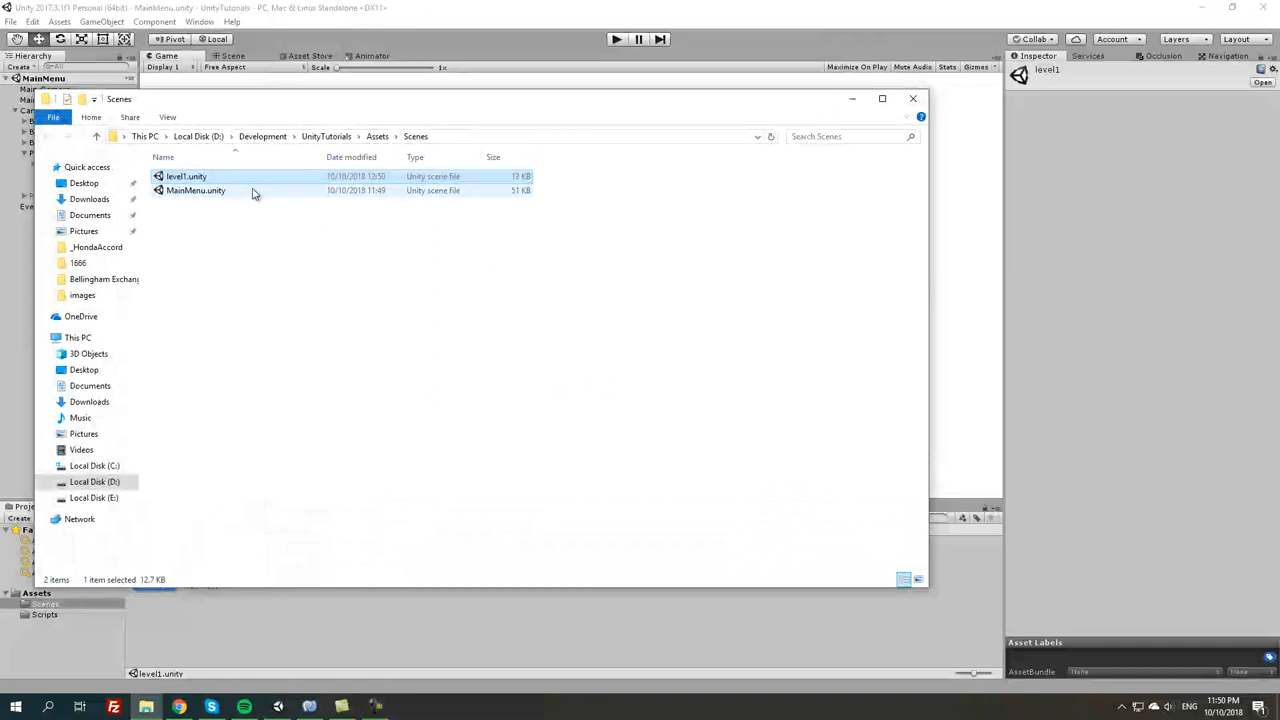 Unity 2017.3.1f1 Personal (64bit) - MainMenu.unity - UnityTutorials - PC, Mac & Linux Standalone <DX11>
File Edit Assets GameObject Component Window Help
Pivot Local Collab Account Layers Layout
Hierarchy Game Scene Asset Store Animator Inspector Services Occlusion Navigation
Create All Display 1 Free Aspect Scale 1x Maximize On Play Mute Audio Stats Gizmos level1
MainMenu Open
Scenes
File Home Share View
This PC Local Disk (D:) Development UnityTutorials Assets Scenes Search Scenes
Name Date modified Type Size
Quick access
level1.unity 10/10/2018 12:50 Unity scene file 13 KB
Desktop
MainMenu.unity 10/10/2018 11:49 Unity scene file 51 KB
Downloads
Documents
Pictures
_HondaAccord
1666
Bellingham Exchan
images
OneDrive
This PC
3D Objects
Desktop
Documents
Downloads
Music
Pictures
Videos
Local Disk (C:)
Local Disk (D:)
Local Disk (E:)
Network
2 items 1 item selected 12.7 KB
Create
Assets
Scenes
Scripts
Asset Labels
level1.unity
AssetBundle None None
ENG 11:50 PM
10/10/2018